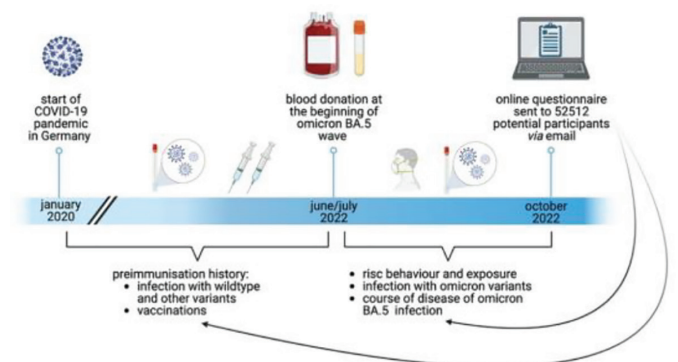 start of
COVID-19
pandemic
in Germany
blood donation at
the beginning of
omicron BA.5
wave
online questionnaire
sent to 52512
potential participants
via email
january
2020
june/july
2022
october
2022
preimmunisation history:
• infection with wildtype
and other variants
• vaccinations
• risc behaviour and exposure
• infection with omicron variants
• course of disease of omicron
BA.5 infection